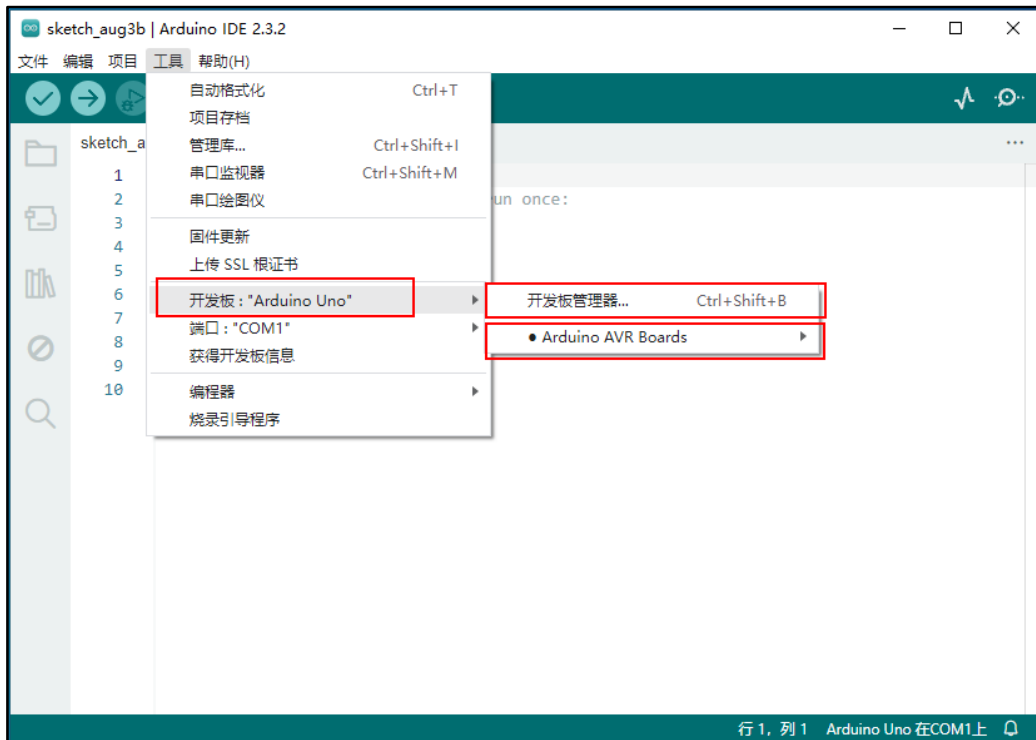 sketch_aug3b | Arduino IDE 2.3.2
文件 编辑 项目 工具 帮助(H)
自动格式化 Ctrl+T
项目存档
管理库... Ctrl+Shift+I
串口监视器 Ctrl+Shift+M
串口绘图仪
固件更新
上传 SSL 根证书
开发板 : "Arduino Uno"
端口 : "COM1"
获得开发板信息
编程器
烧录引导程序
开发板管理器... Ctrl+Shift+B
● Arduino AVR Boards
sketch_a
1
2 un once:
3
4
5
6
7
8
9
10
行 1, 列 1 Arduino Uno 在COM1上